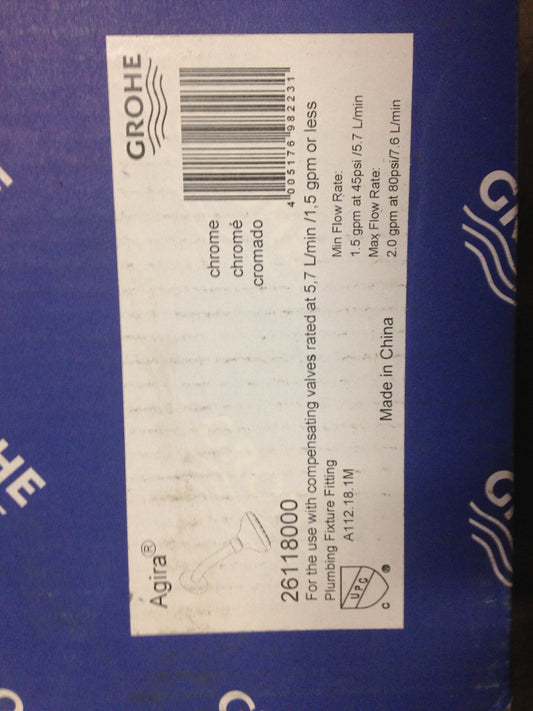 Agira®
GROHE
chrome
chromé
cromado
4 005176 982231
26118000
For the use with compensating valves rated at 5,7 L/min /1,5 gpm or less
Plumbing Fixture Fitting
A112.18.1M
UPC
C ®
Min Flow Rate:
1.5 gpm at 45psi /5.7 L/min
Max Flow Rate:
2.0 gpm at 80psi/7.6 L/min
Made in China
HE
G
G